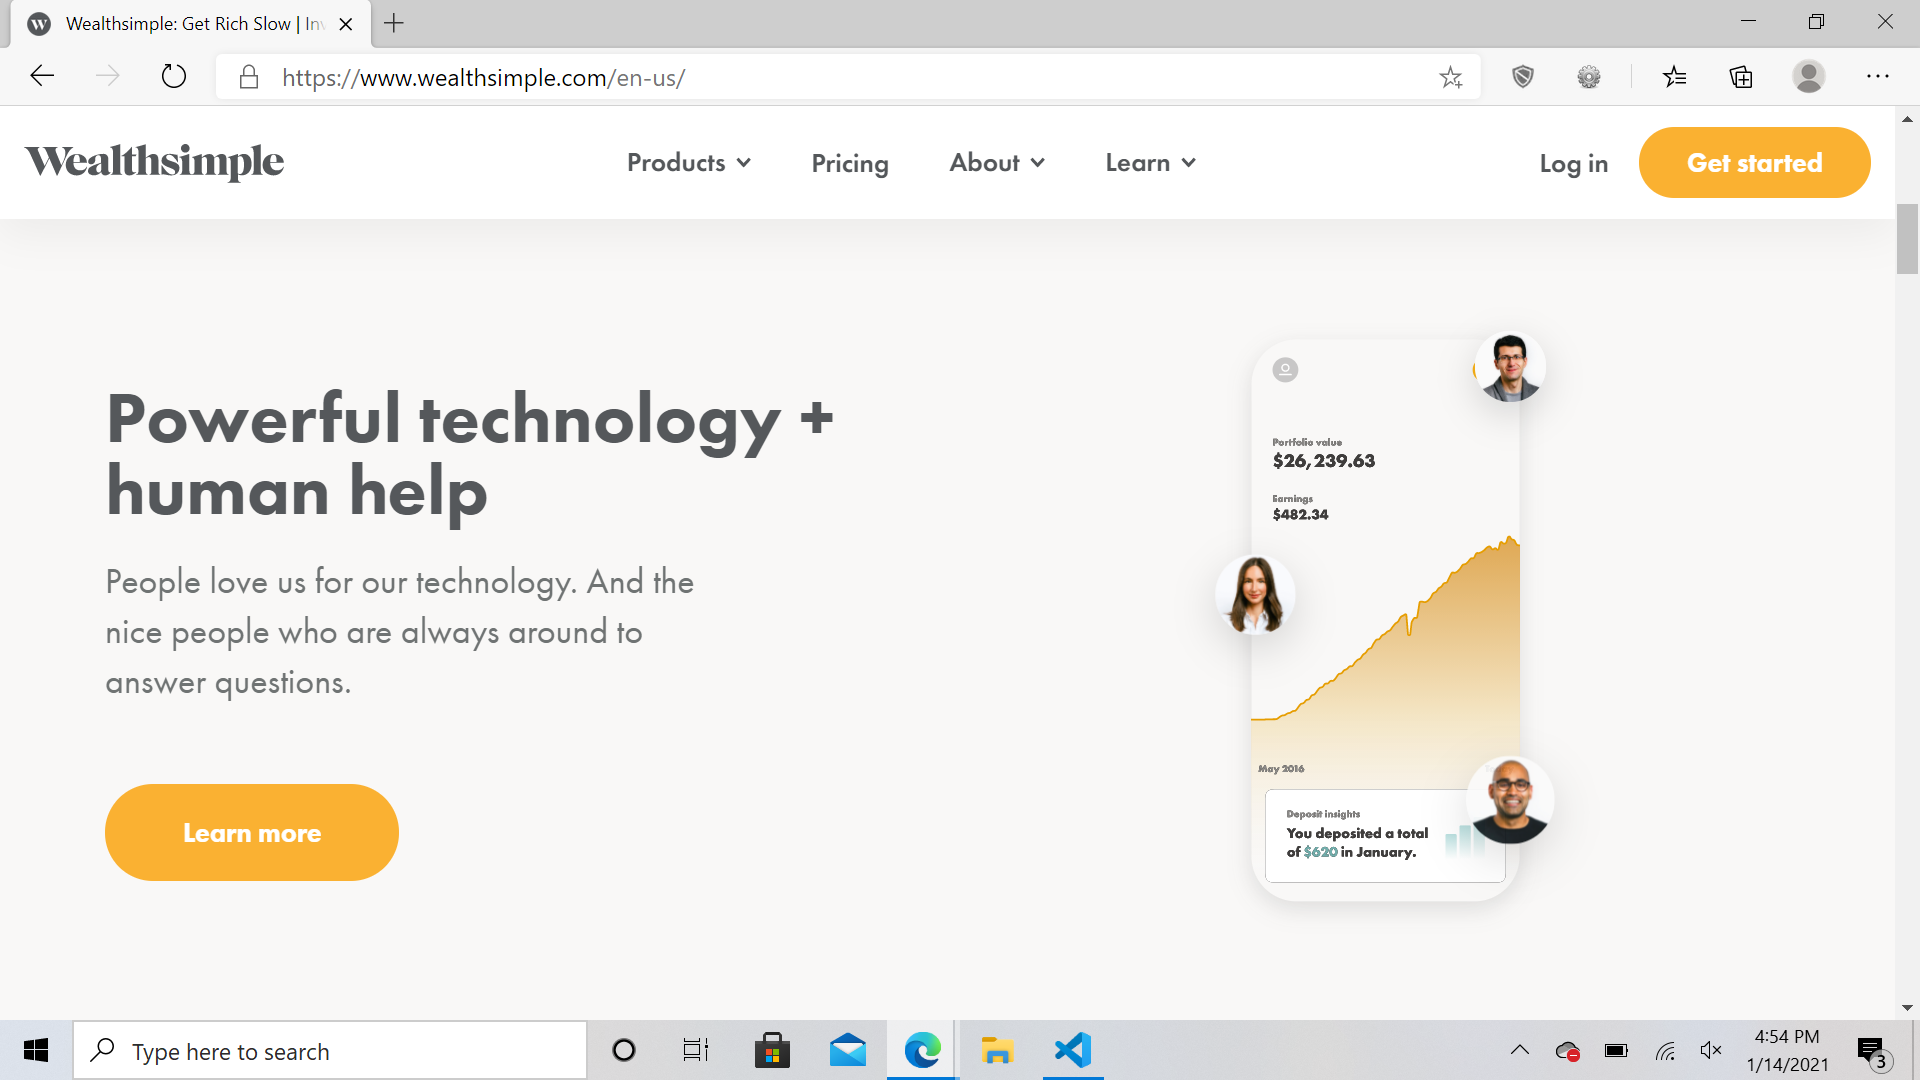 Wealthsimple: Get Rich Slow | Inv
https://www.wealthsimple.com/en-us/
Wealthsimple
Products
Pricing
About
Learn
Log in
Get started
Powerful technology +
human help
People love us for our technology. And the
nice people who are always around to
answer questions.
Learn more
Portfolio value
$26,239.63
Earnings
$482.34
May 2016
Deposit insights
You deposited a total
of $620 in January.
Type here to search
4:54 PM
1/14/2021
3